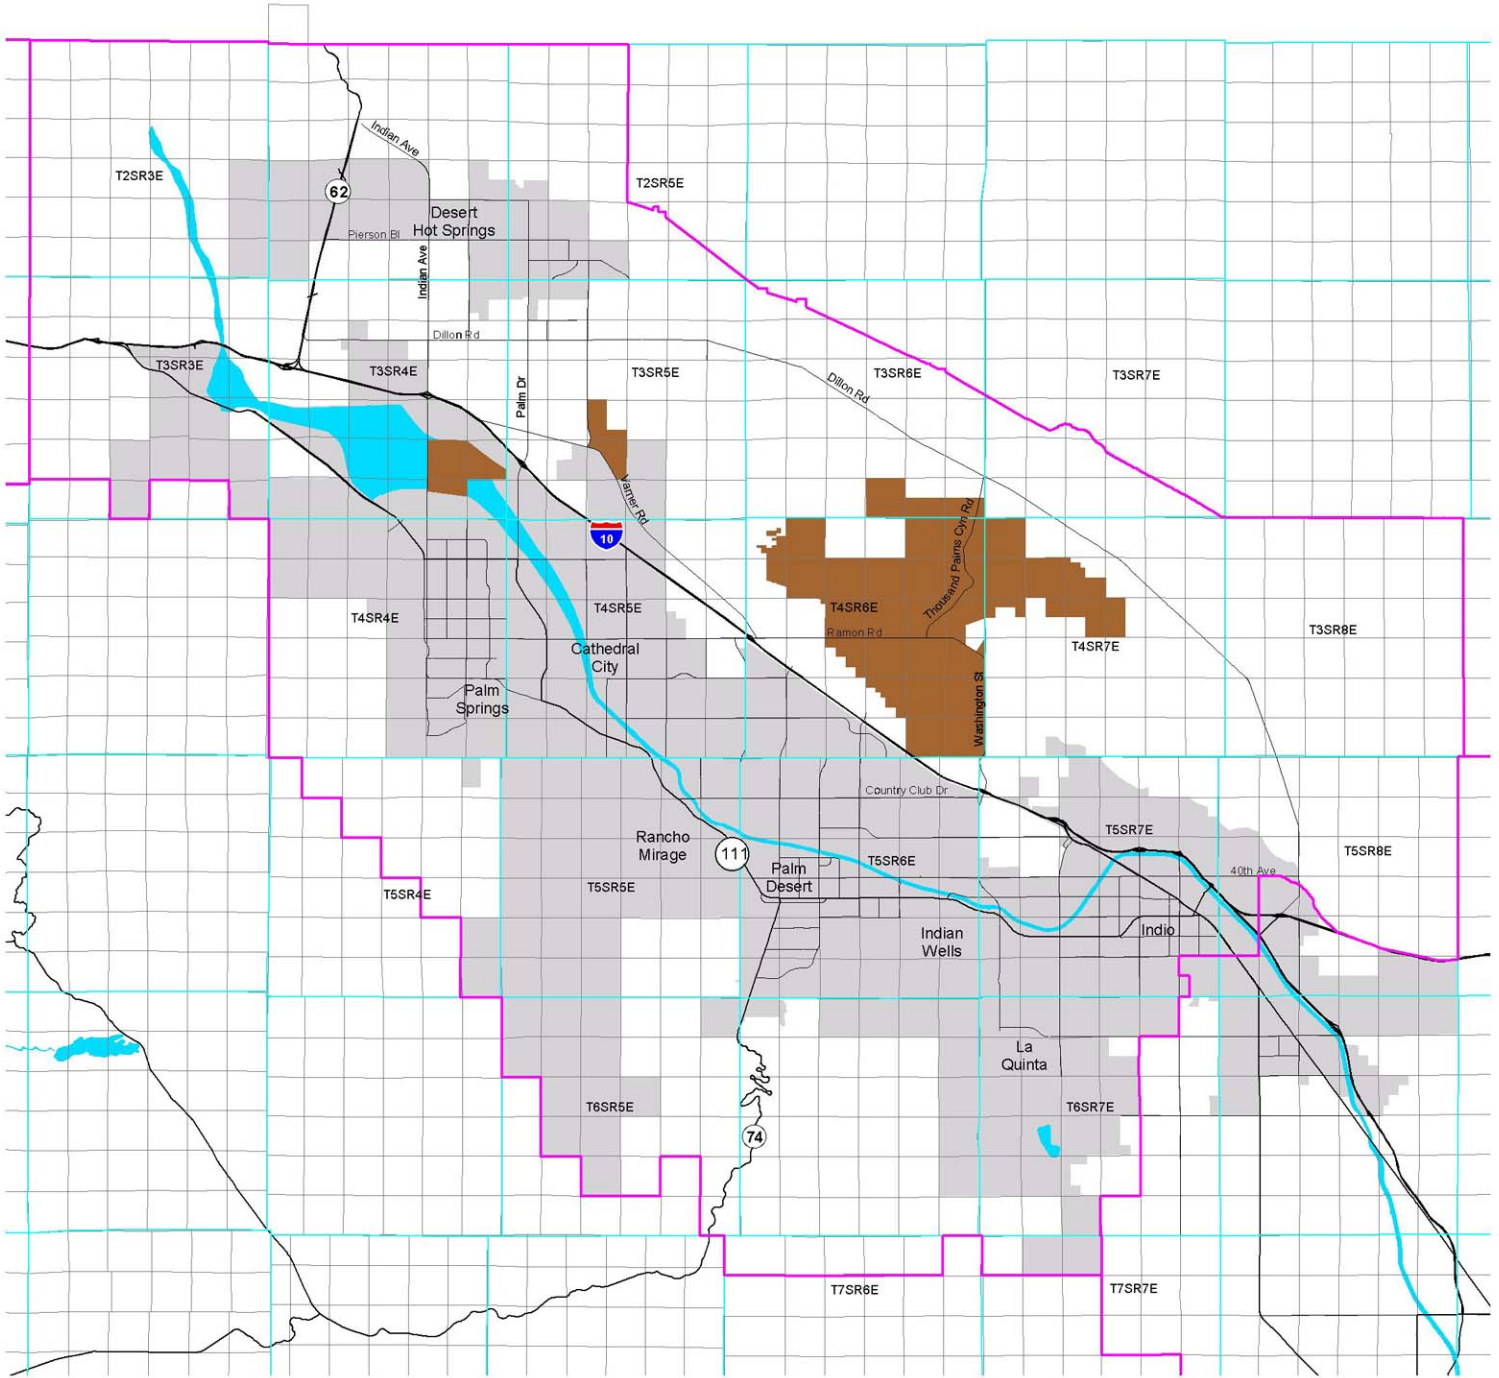 Indian Ave
T2SR3E
T2SR5E
62
Desert
Hot Springs
Pierson Bl
Indian Ave
Dillon Rd
T3SR3E
T3SR4E
T3SR5E
T3SR6E
T3SR7E
Palm Dr
Dillon Rd
Varner Rd
10
Thousand Palms Cyn Rd
T4SR4E
T4SR5E
T4SR6E
Ramon Rd
T4SR7E
T3SR8E
Cathedral
City
Palm
Springs
Washington St
Country Club Dr
Rancho
Mirage
111
T5SR7E
T5SR6E
T5SR8E
Palm
Desert
40th Ave
T5SR4E
T5SR5E
Indian
Wells
Indio
La
Quinta
T6SR5E
T6SR7E
74
T7SR6E
T7SR7E